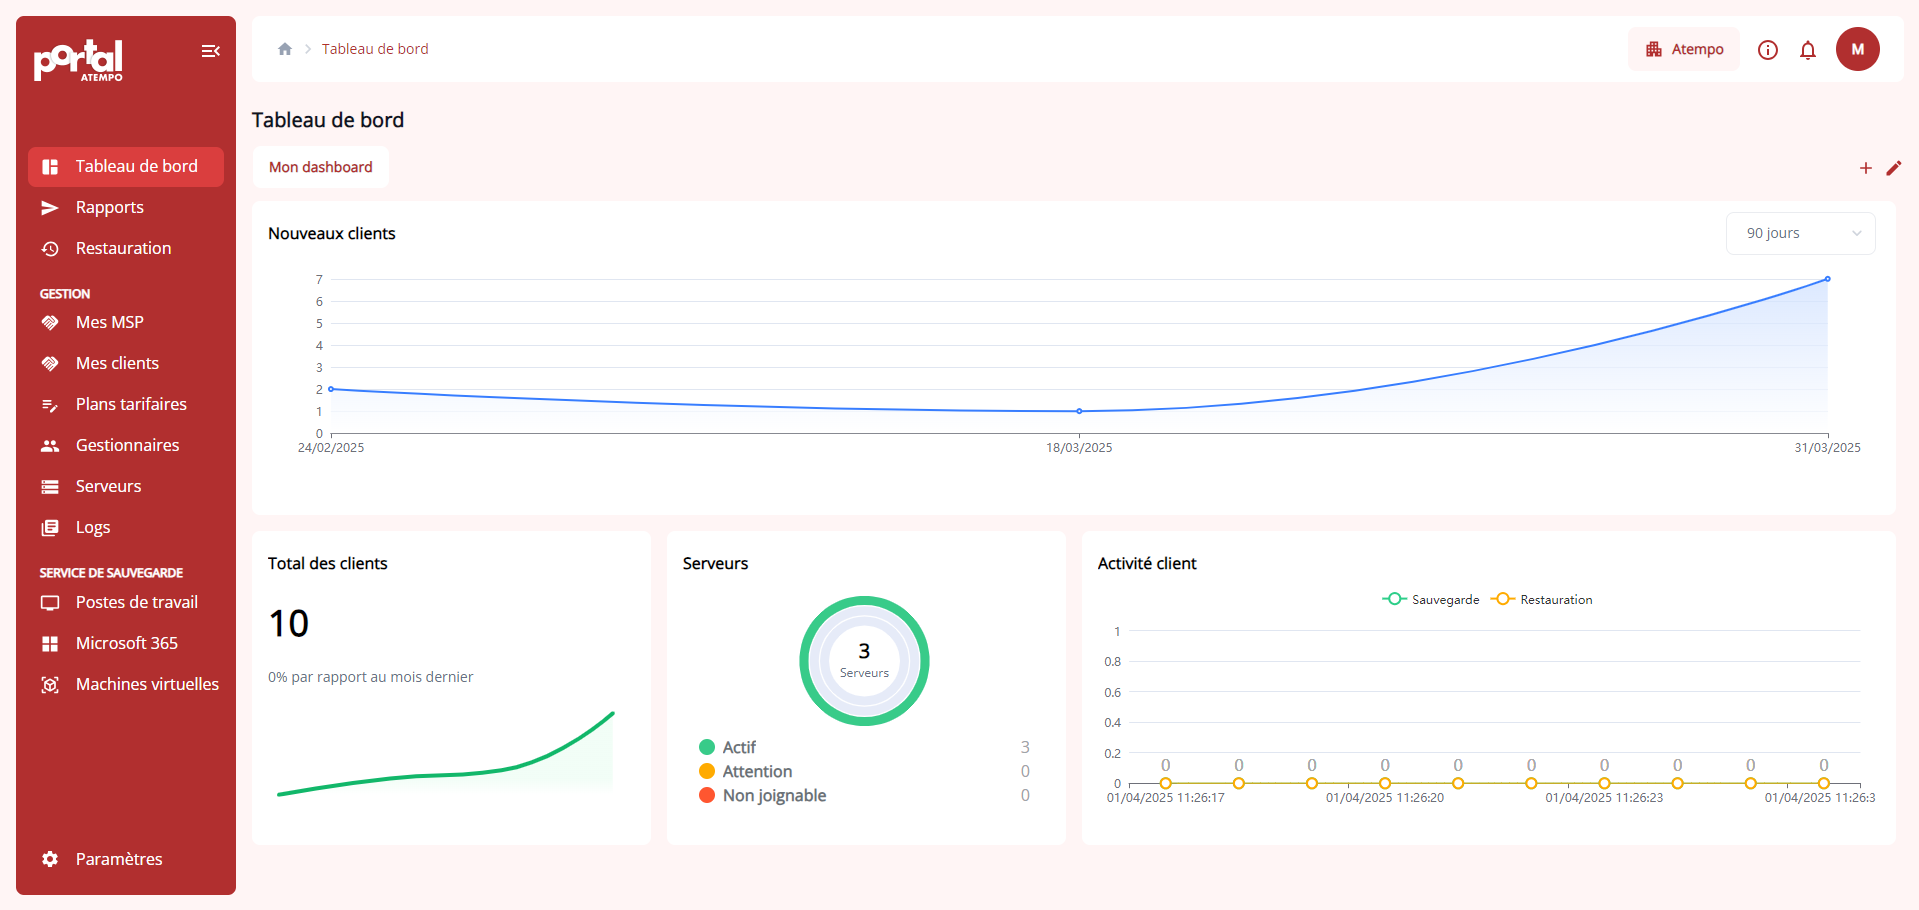 portal
ATEMPO
Tableau de bord
Rapports
Restauration
GESTION
Mes MSP
Mes clients
Plans tarifaires
Gestionnaires
Serveurs
Logs
SERVICE DE SAUVEGARDE
Postes de travail
Microsoft 365
Machines virtuelles
Paramètres
Tableau de bord
Atempo
M
Tableau de bord
Mon dashboard
Nouveaux clients
90 jours
7
6
5
4
3
2
1
0
24/02/2025 18/03/2025 31/03/2025
Total des clients
10
0% par rapport au mois dernier
Serveurs
3
Serveurs
Actif 3
Attention 0
Non joignable 0
Activité client
Sauvegarde Restauration
1
0.8
0.6
0.4
0.2
0
0 0 0 0 0 0 0 0 0 0
01/04/2025 11:26:17 01/04/2025 11:26:20 01/04/2025 11:26:23 01/04/2025 11:26:3